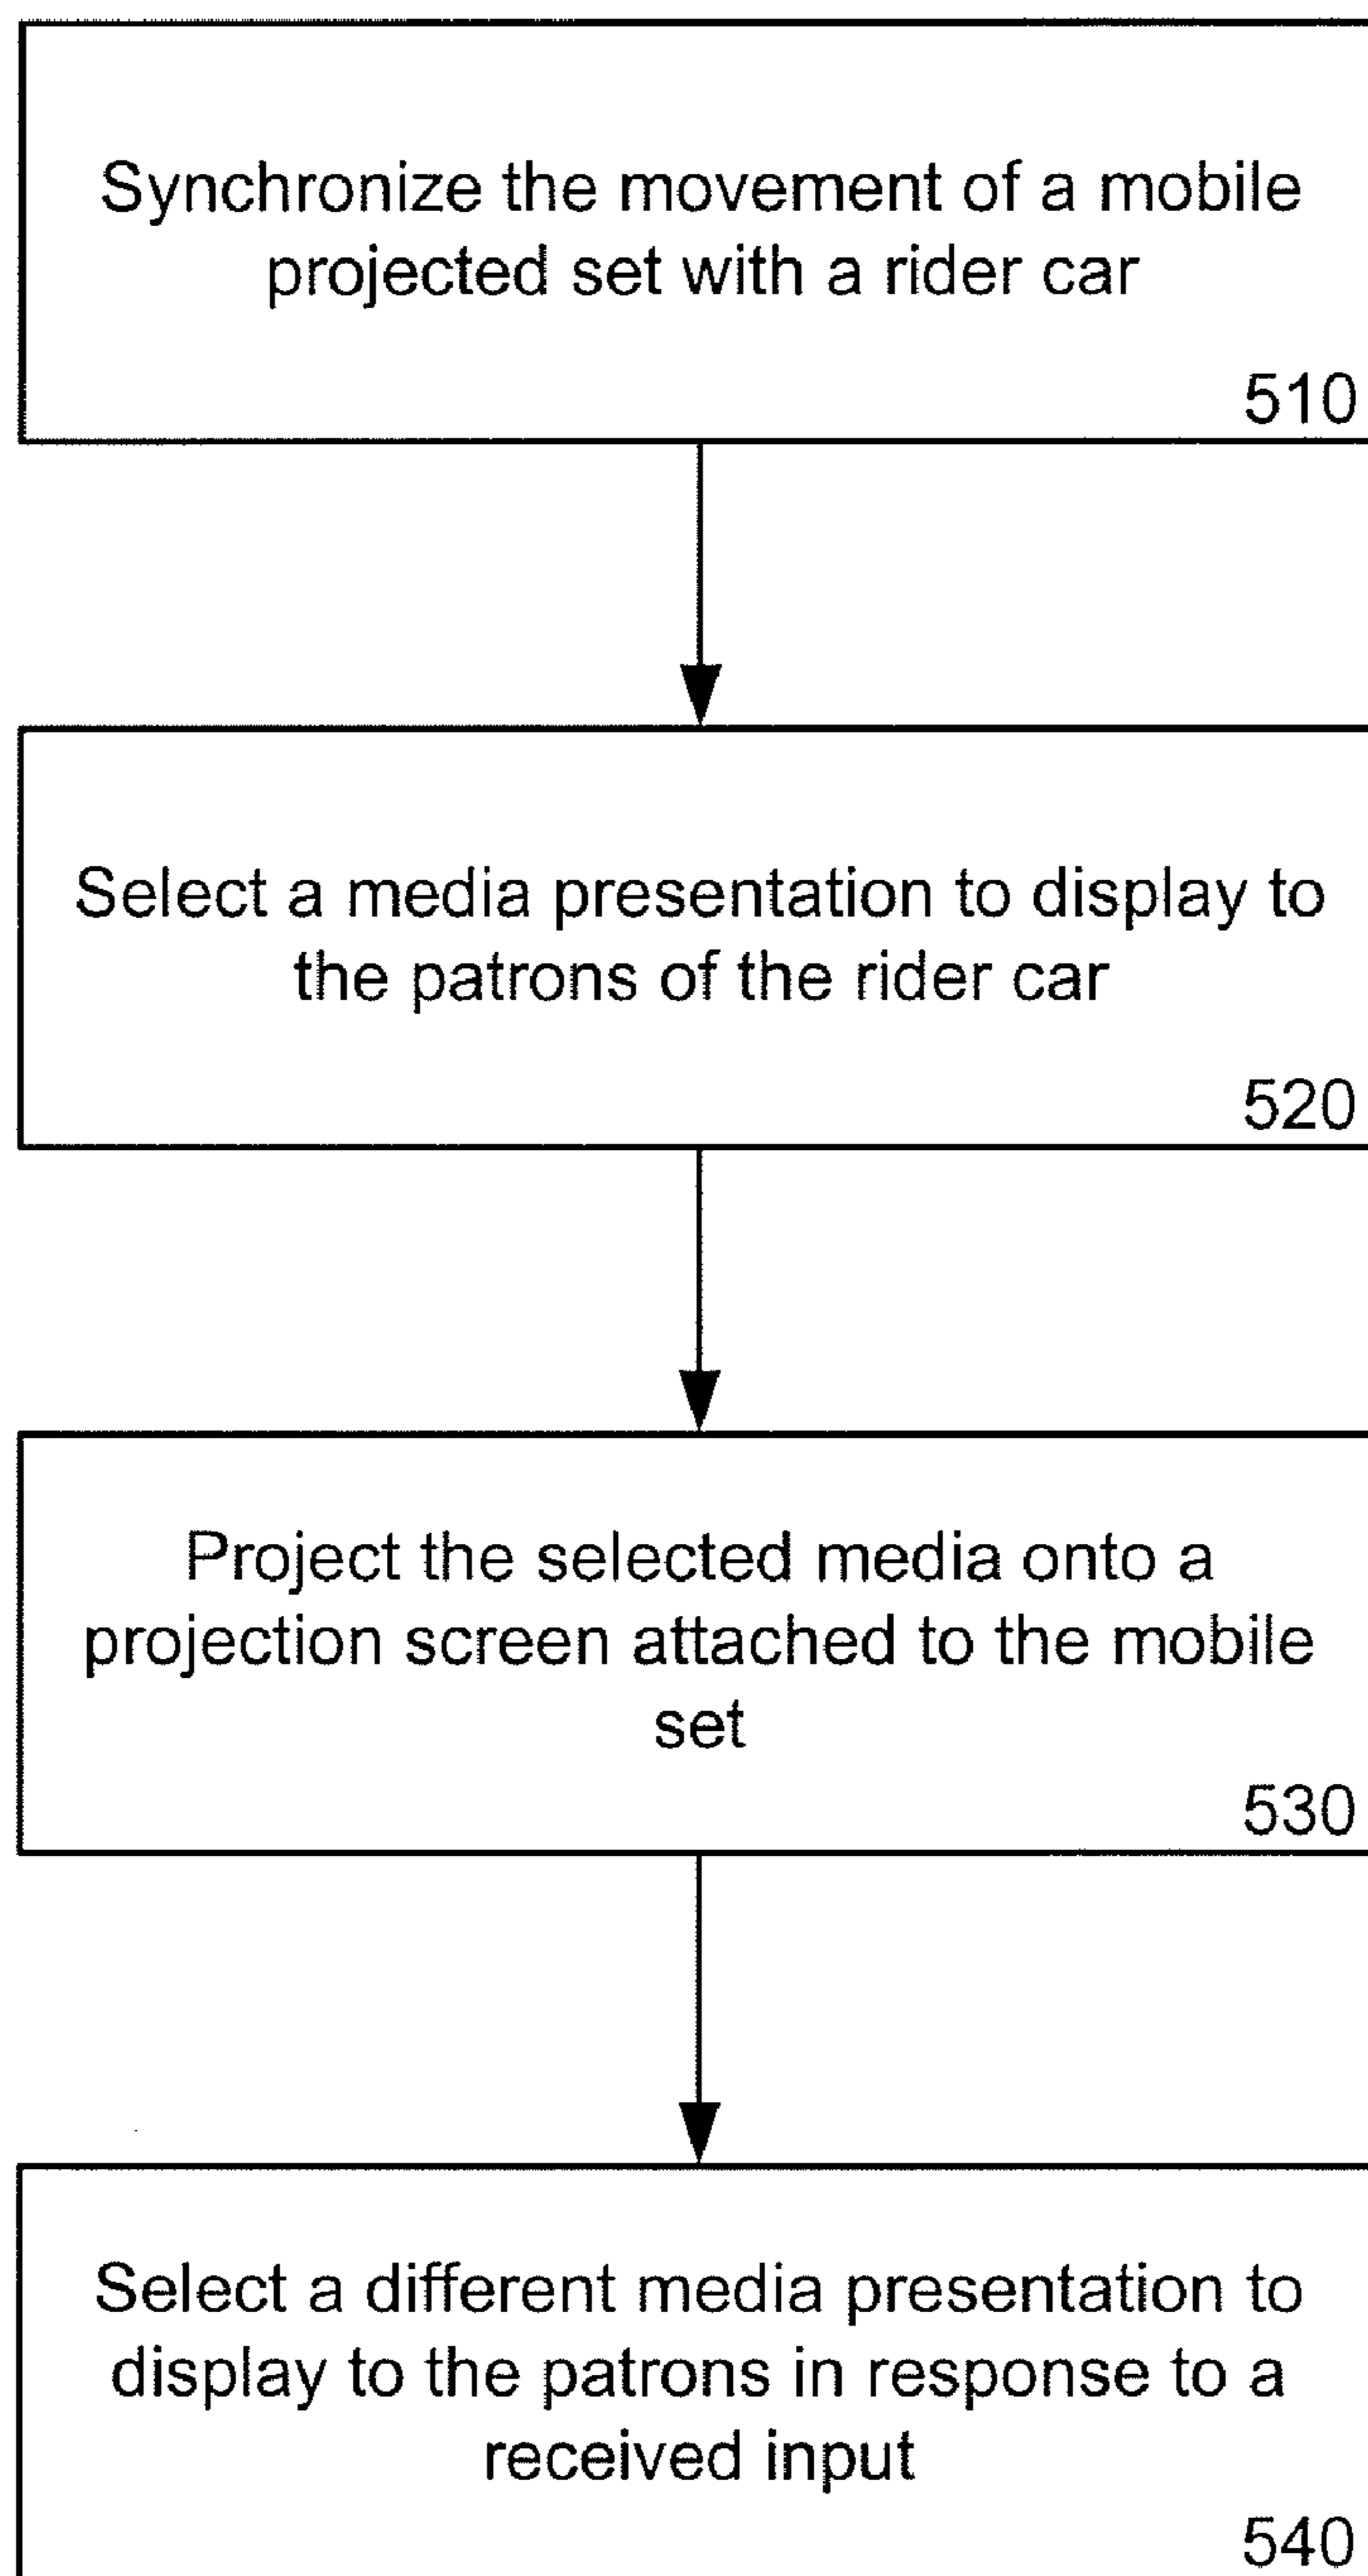 Synchronize the movement of a mobile
projected set with a rider car
510
Select a media presentation to display to
the patrons of the rider car
520
Project the selected media onto a
projection screen attached to the mobile
set
530
Select a different media presentation to
display to the patrons in response to a
received input
540